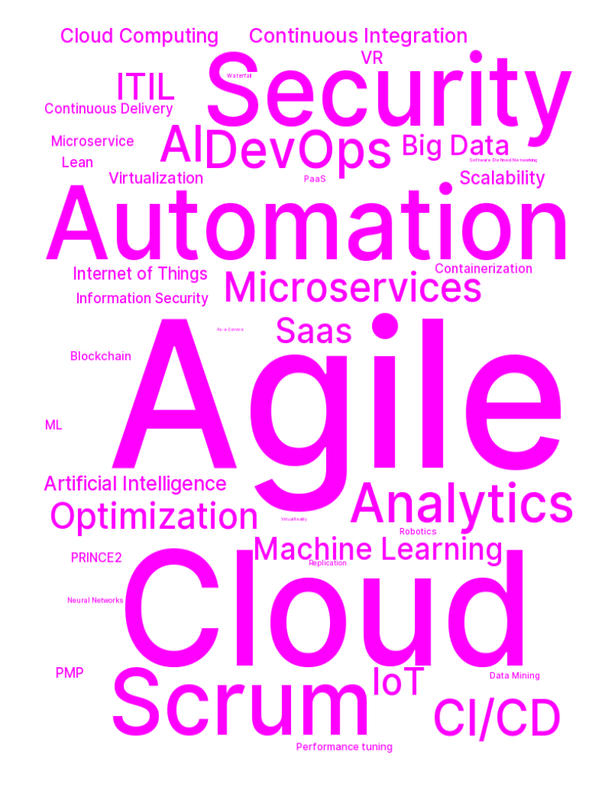 Cloud Computing
Continuous Integration
VR
Security
Waterfall
ITIL
Continuous Delivery
AI
DevOps
Big Data
Microservice
Lean
Software Defined Networking
Virtualization
PaaS
Scalability
Automation
Internet of Things
Containerization
Microservices
Information Security
Saas
As-a-Service
Agile
Blockchain
ML
Artificial Intelligence
Analytics
Optimization
Virtual Reality
Robotics
Machine Learning
PRINCE2
Replication
Cloud
Neural Networks
PMP
IoT
Data Mining
Scrum
CI/CD
Performance tuning